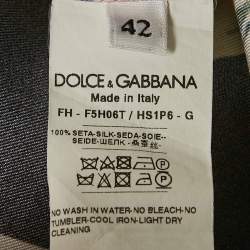 42
DOLCE & GABBANA
Made in Italy
FH - F5H06T / HS1P6 - G
100% SETA-SILK-SEDA-SOIE--
SEIDE-ШЕЛК-桑蚕丝-
NO WASH IN WATER-NO BLEACH-NO
TUMBLER-COOL IRON-LIGHT DRY
CLEANING